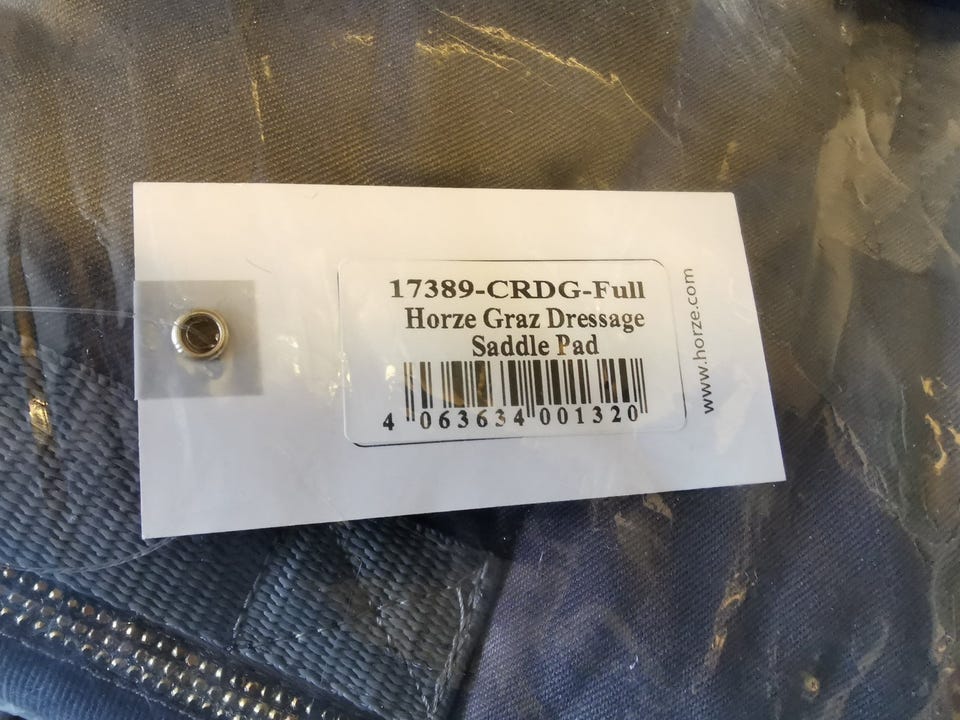 17389-CRDG-Full
Horze Graz Dressage
Saddle Pad
4 063634 001320
www.horze.com